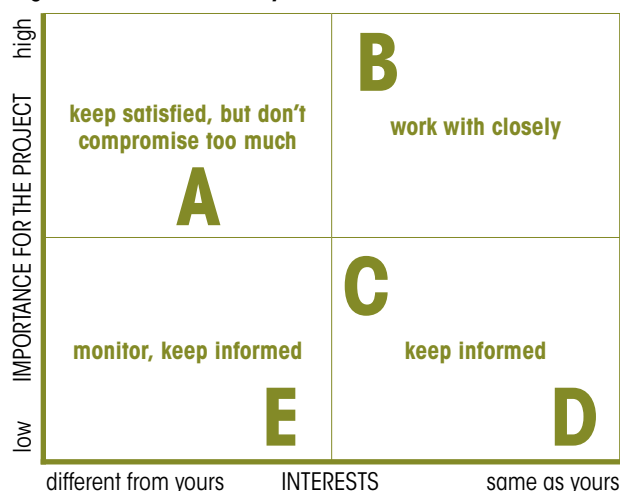 high
B
keep satisfied, but don't
compromise too much
work with closely
A
IMPORTANCE FOR THE PROJECT
C
monitor, keep informed
keep informed
E
D
low
different from yours
INTERESTS
same as yours